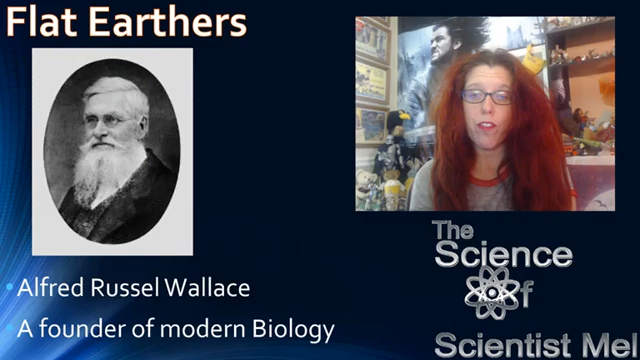 Flat Earthers
Alfred Russel Wallace
A founder of modern Biology
The
Science
Of
Scientist Mel